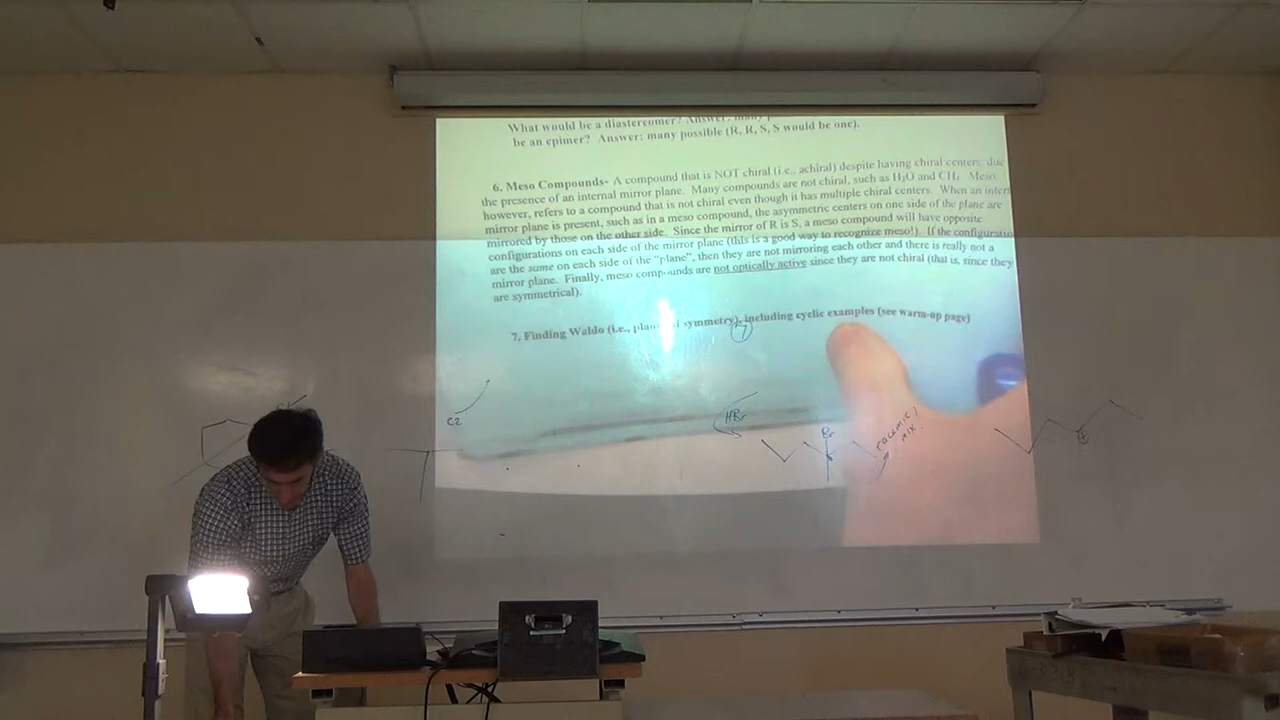 What would be a diastereomer? Answer: many
be an epimer? Answer: many possible (R, R, S, S would be one).
6. Meso Compounds- A compound that is NOT chiral (i.e., achiral) despite having chiral centers, due
the presence of an internal mirror plane. Many compounds are not chiral, such as H₂O and CH₄. Meso,
however, refers to a compound that is not chiral even though it has multiple chiral centers. When an inter
mirror plane is present, such as in a meso compound, the asymmetric centers on one side of the plane are
mirrored by those on the other side. Since the mirror of R is S, a meso compound will have opposite
configurations on each side of the mirror plane (this is a good way to recognize meso!). If the configuratio
are the same on each side of the "plane", then they are not mirroring each other and there is really not a
mirror plane. Finally, meso compounds are not optically active since they are not chiral (that is, since they
are symmetrical).
7. Finding Waldo (i.e., plane of symmetry), including cyclic examples (see warm-up page)
7
Cl
C2
HBr
Br
racemic
mix.